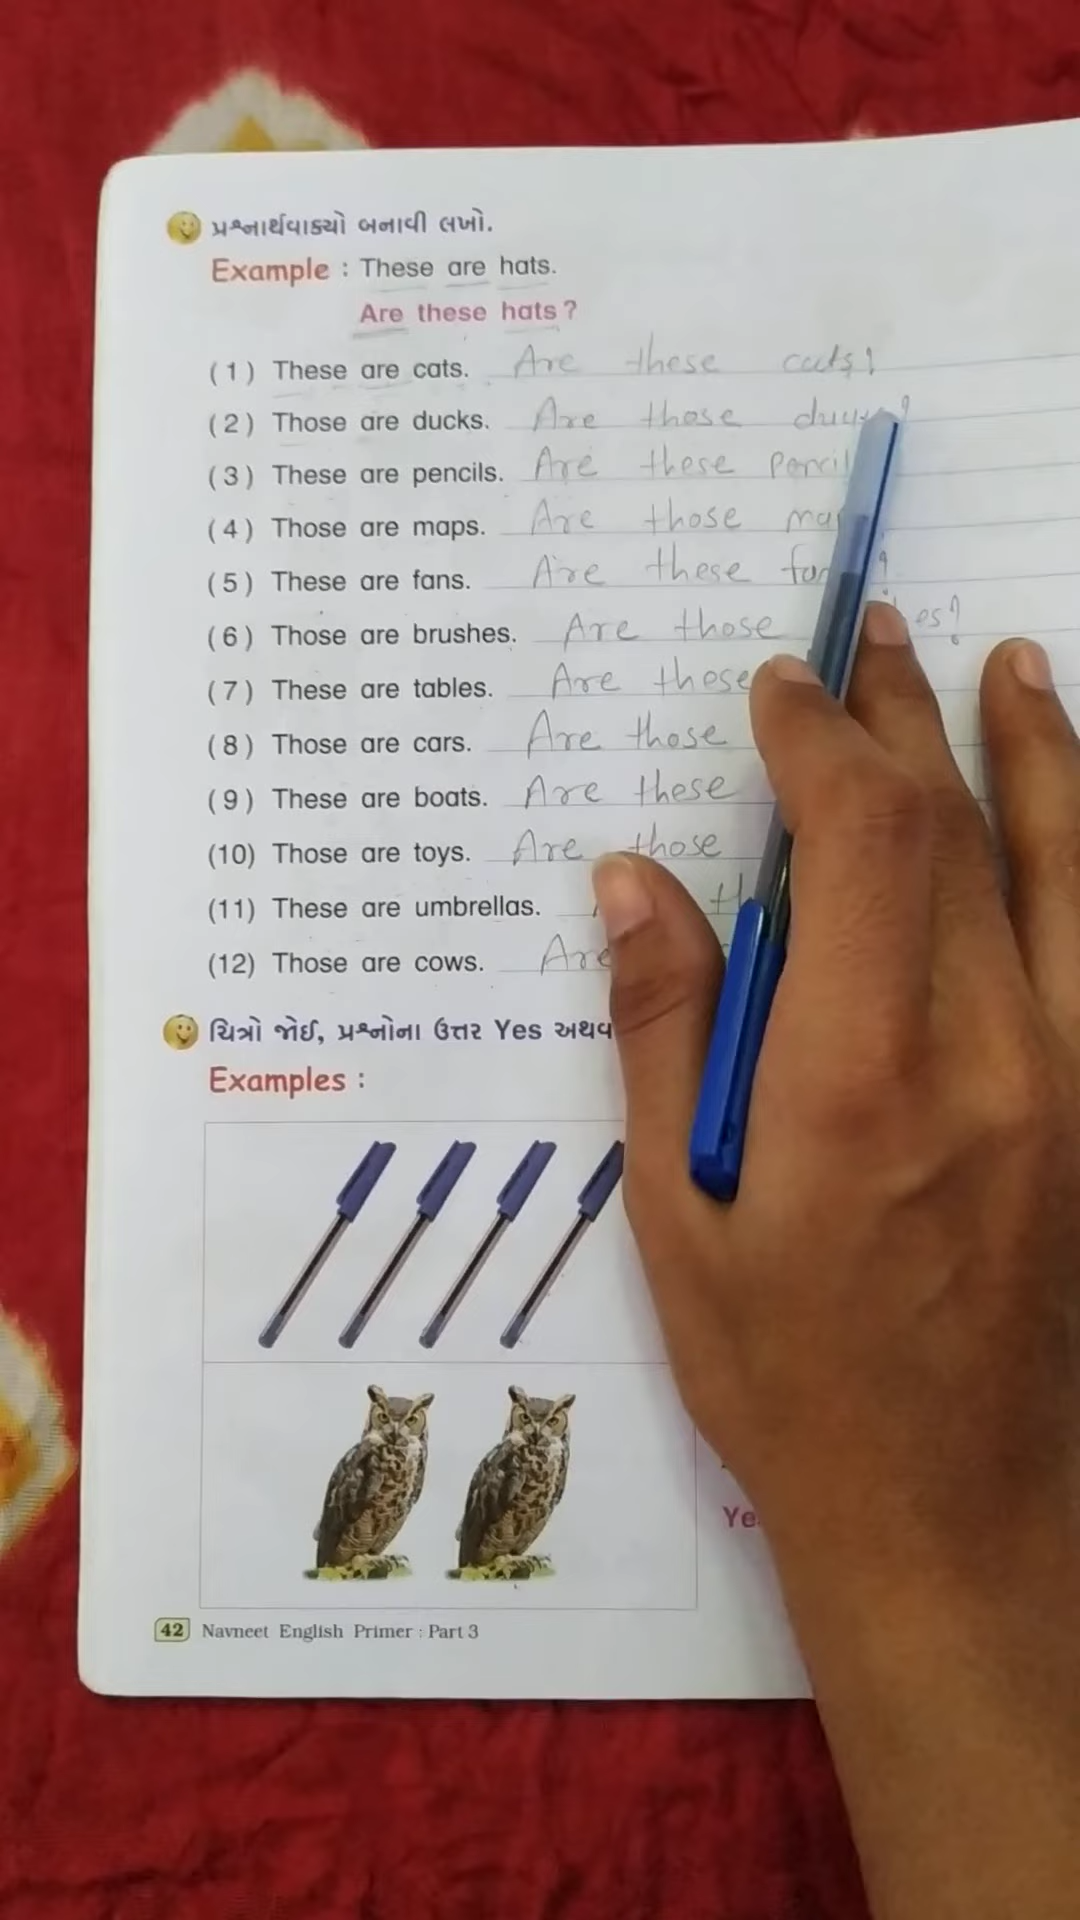 પ્રશ્નાર્થવાક્યો બનાવી લખો.
Example : These are hats.
Are these hats?
(1) These are cats. Are these cats?
(2) Those are ducks. Are those
(3) These are pencils. Are these
(4) Those are maps. Are those
(5) These are fans. Are these
(6) Those are brushes. Are those
(7) These are tables. Are these
(8) Those are cars. Are those
(9) These are boats. Are these
(10) Those are toys. Are those
(11) These are umbrellas.
(12) Those are cows. Are
ચિત્રો જોઈ, પ્રશ્નોના ઉત્તર Yes
Examples :
42 Navneet English Primer : Part 3